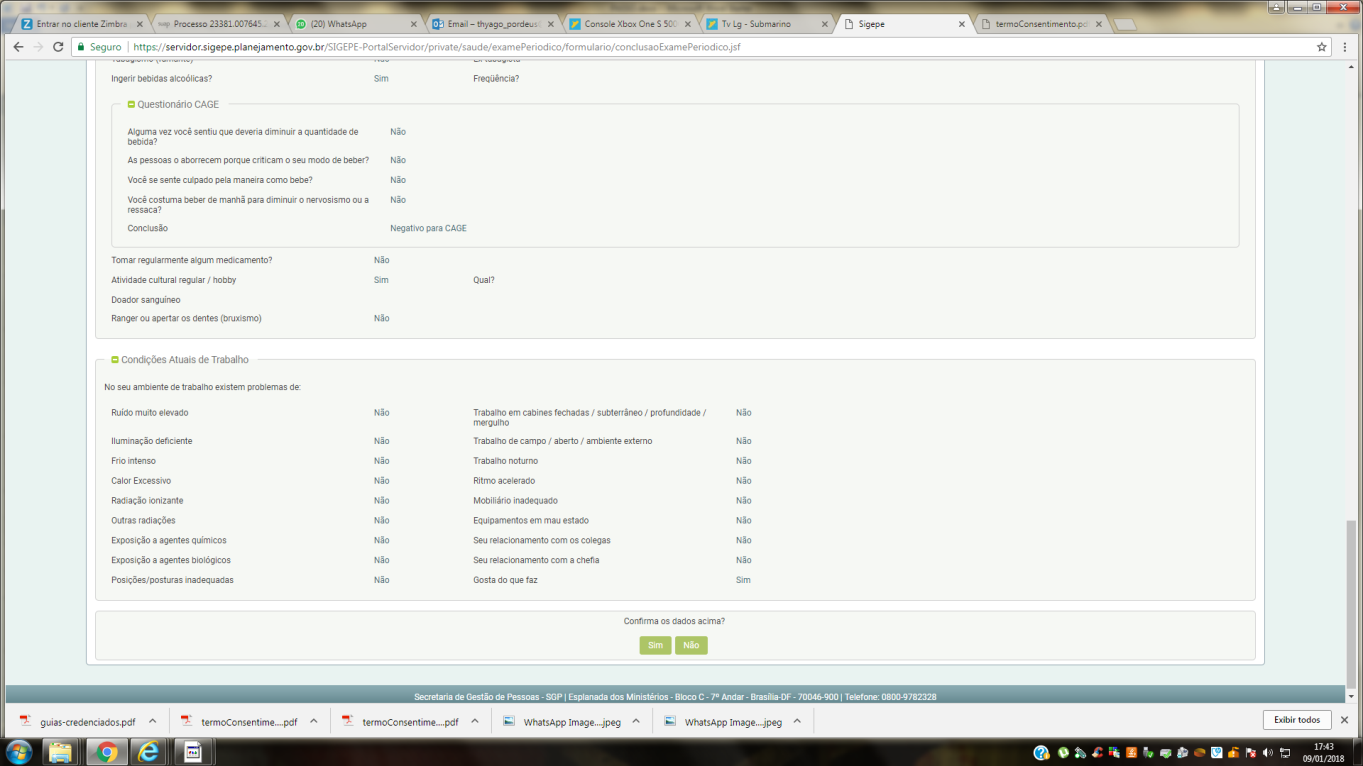 Entrar no cliente Zimbra
Processo 23381.007645
(20) WhatsApp
Email – thyago_pordeus
Console Xbox One S 500
Tv Lg - Submarino
Sigepe
termoConsentimento.pd
Seguro
https://servidor.sigepe.planejamento.gov.br/SIGEPE-PortalServidor/private/saude/examePeriodico/formulario/conclusaoExamePeriodico.jsf
Ingerir bebidas alcoólicas? Sim Freqüência?
Questionário CAGE
Alguma vez você sentiu que deveria diminuir a quantidade de Não
bebida?
As pessoas o aborrecem porque criticam o seu modo de beber? Não
Você se sente culpado pela maneira como bebe? Não
Você costuma beber de manhã para diminuir o nervosismo ou a Não
ressaca?
Conclusão Negativo para CAGE
Tomar regularmente algum medicamento? Não
Atividade cultural regular / hobby Sim Qual?
Doador sanguíneo
Ranger ou apertar os dentes (bruxismo) Não
Condições Atuais de Trabalho
No seu ambiente de trabalho existem problemas de:
Ruído muito elevado Não Trabalho em cabines fechadas / subterrâneo / profundidade / Não
mergulho
Iluminação deficiente Não Trabalho de campo / aberto / ambiente externo Não
Frio intenso Não Trabalho noturno Não
Calor Excessivo Não Ritmo acelerado Não
Radiação ionizante Não Mobiliário inadequado Não
Outras radiações Não Equipamentos em mau estado Não
Exposição a agentes químicos Não Seu relacionamento com os colegas Não
Exposição a agentes biológicos Não Seu relacionamento com a chefia Não
Posições/posturas inadequadas Não Gosta do que faz Sim
Confirma os dados acima?
Sim Não
Secretaria de Gestão de Pessoas - SGP | Esplanada dos Ministérios - Bloco C - 7º Andar - Brasília-DF - 70046-900 | Telefone: 0800-9782328
guias-credenciados.pdf
termoConsentime....pdf
termoConsentime....pdf
WhatsApp Image....jpeg
WhatsApp Image....jpeg
Exibir todos
17:43
09/01/2018